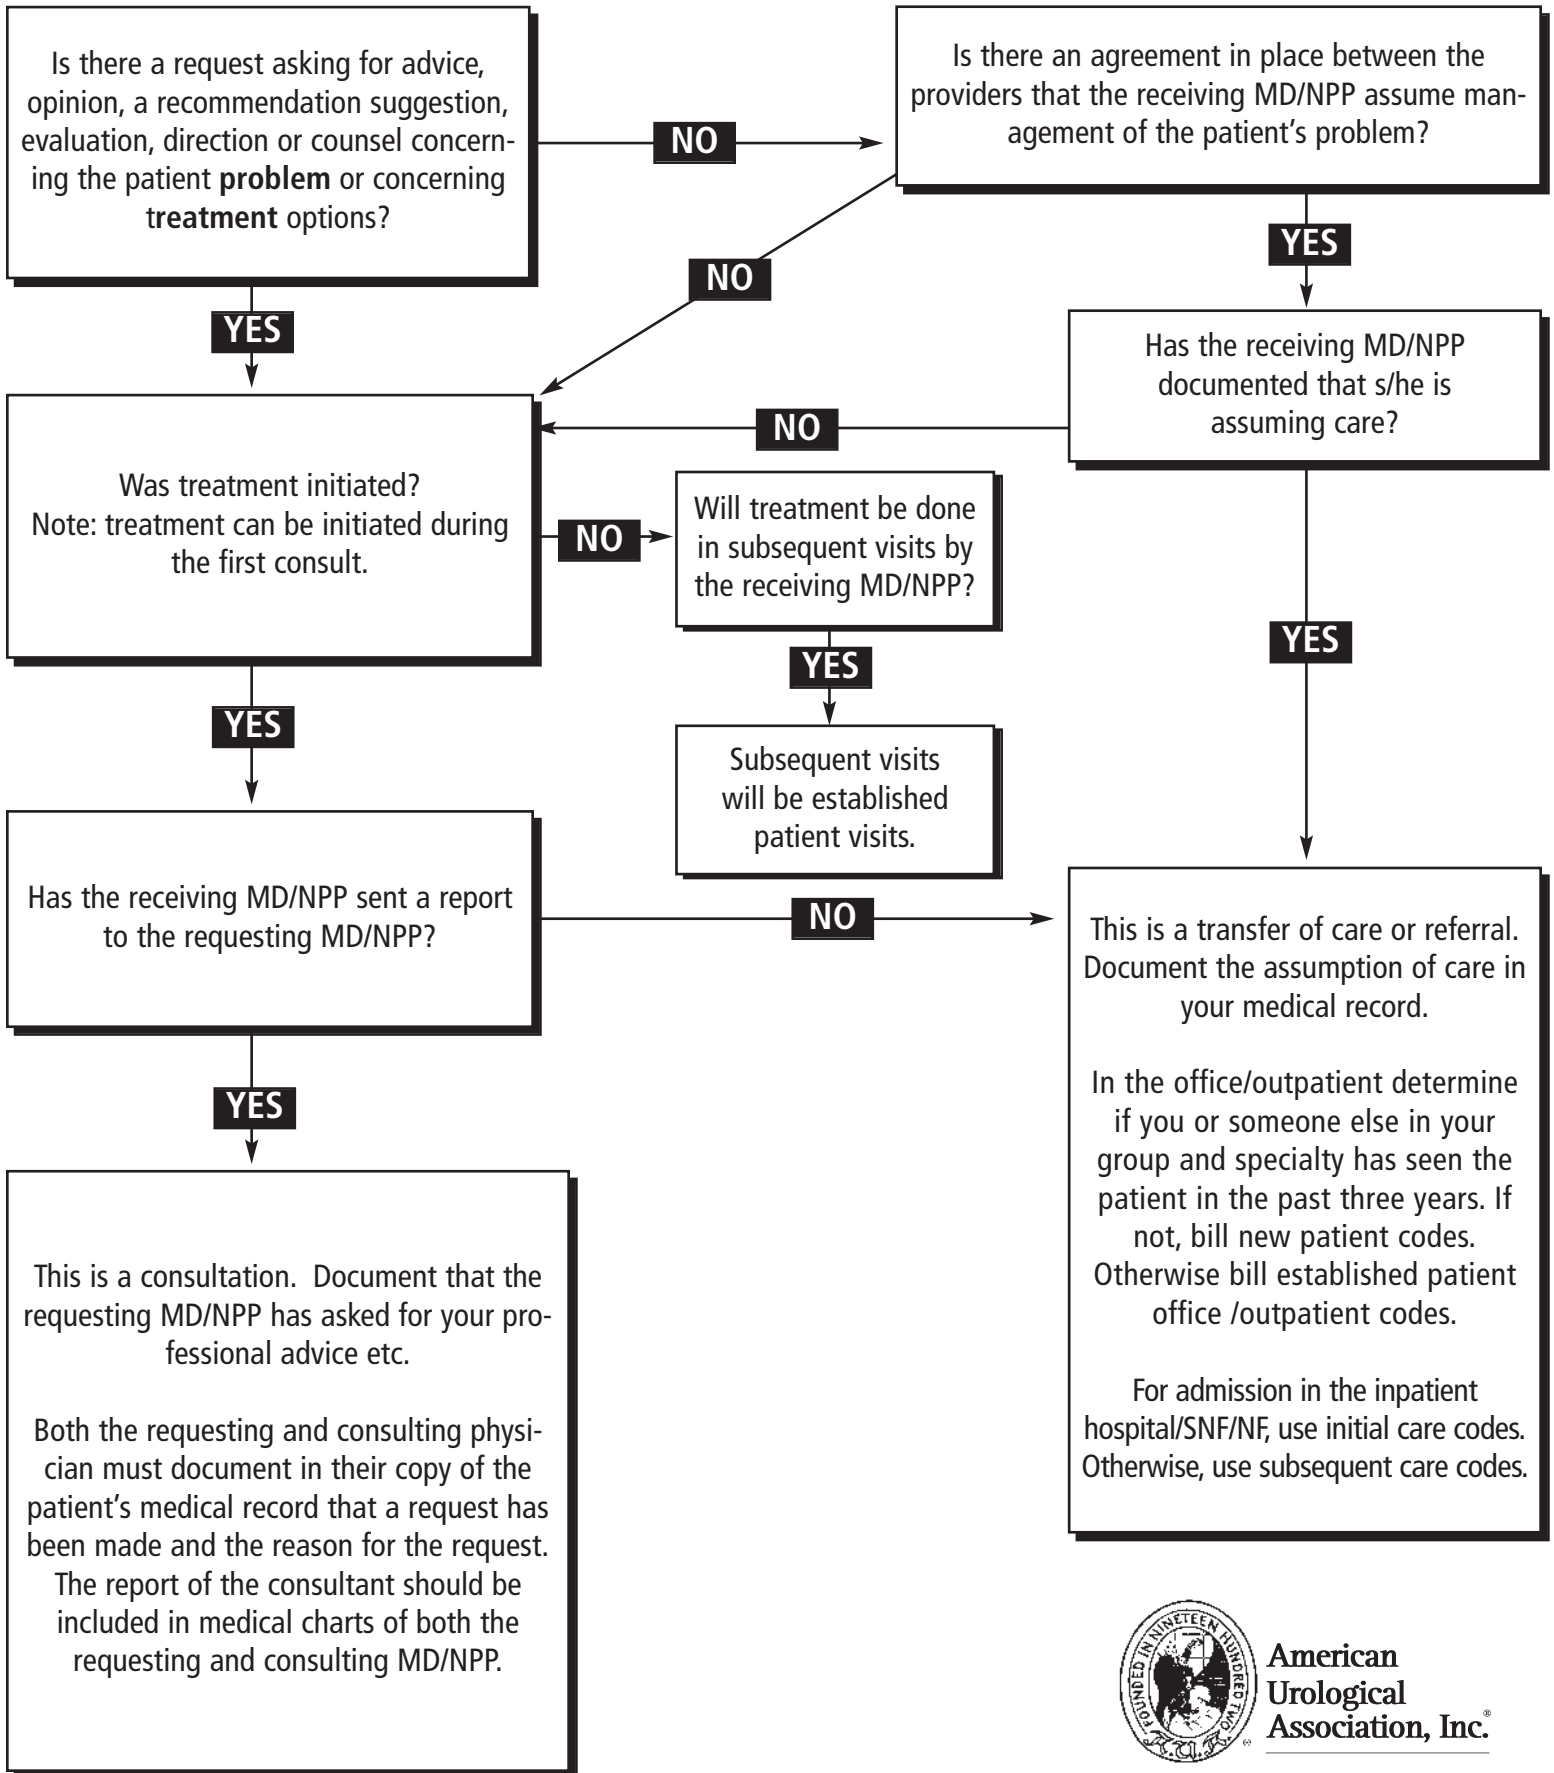 Is there a request asking for advice,
opinion, a recommendation suggestion,
evaluation, direction or counsel concern-
ing the patient problem or concerning
treatment options?
NO
Is there an agreement in place between the
providers that the receiving MD/NPP assume man-
agement of the patient’s problem?
YES
NO
YES
Has the receiving MD/NPP
documented that s/he is
assuming care?
NO
Was treatment initiated?
Note: treatment can be initiated during
the first consult.
NO
Will treatment be done
in subsequent visits by
the receiving MD/NPP?
YES
YES
Subsequent visits
will be established
patient visits.
YES
Has the receiving MD/NPP sent a report
to the requesting MD/NPP?
NO
This is a transfer of care or referral.
Document the assumption of care in
your medical record.
In the office/outpatient determine
if you or someone else in your
group and specialty has seen the
patient in the past three years. If
not, bill new patient codes.
Otherwise bill established patient
office /outpatient codes.
For admission in the inpatient
hospital/SNF/NF, use initial care codes.
Otherwise, use subsequent care codes.
YES
This is a consultation.  Document that the
requesting MD/NPP has asked for your pro-
fessional advice etc.
Both the requesting and consulting physi-
cian must document in their copy of the
patient’s medical record that a request has
been made and the reason for the request.
The report of the consultant should be
included in medical charts of both the
requesting and consulting MD/NPP.
FOUNDED IN NINETEEN HUNDRED TWO
A.U.A.
®
American
Urological
Association, Inc.®